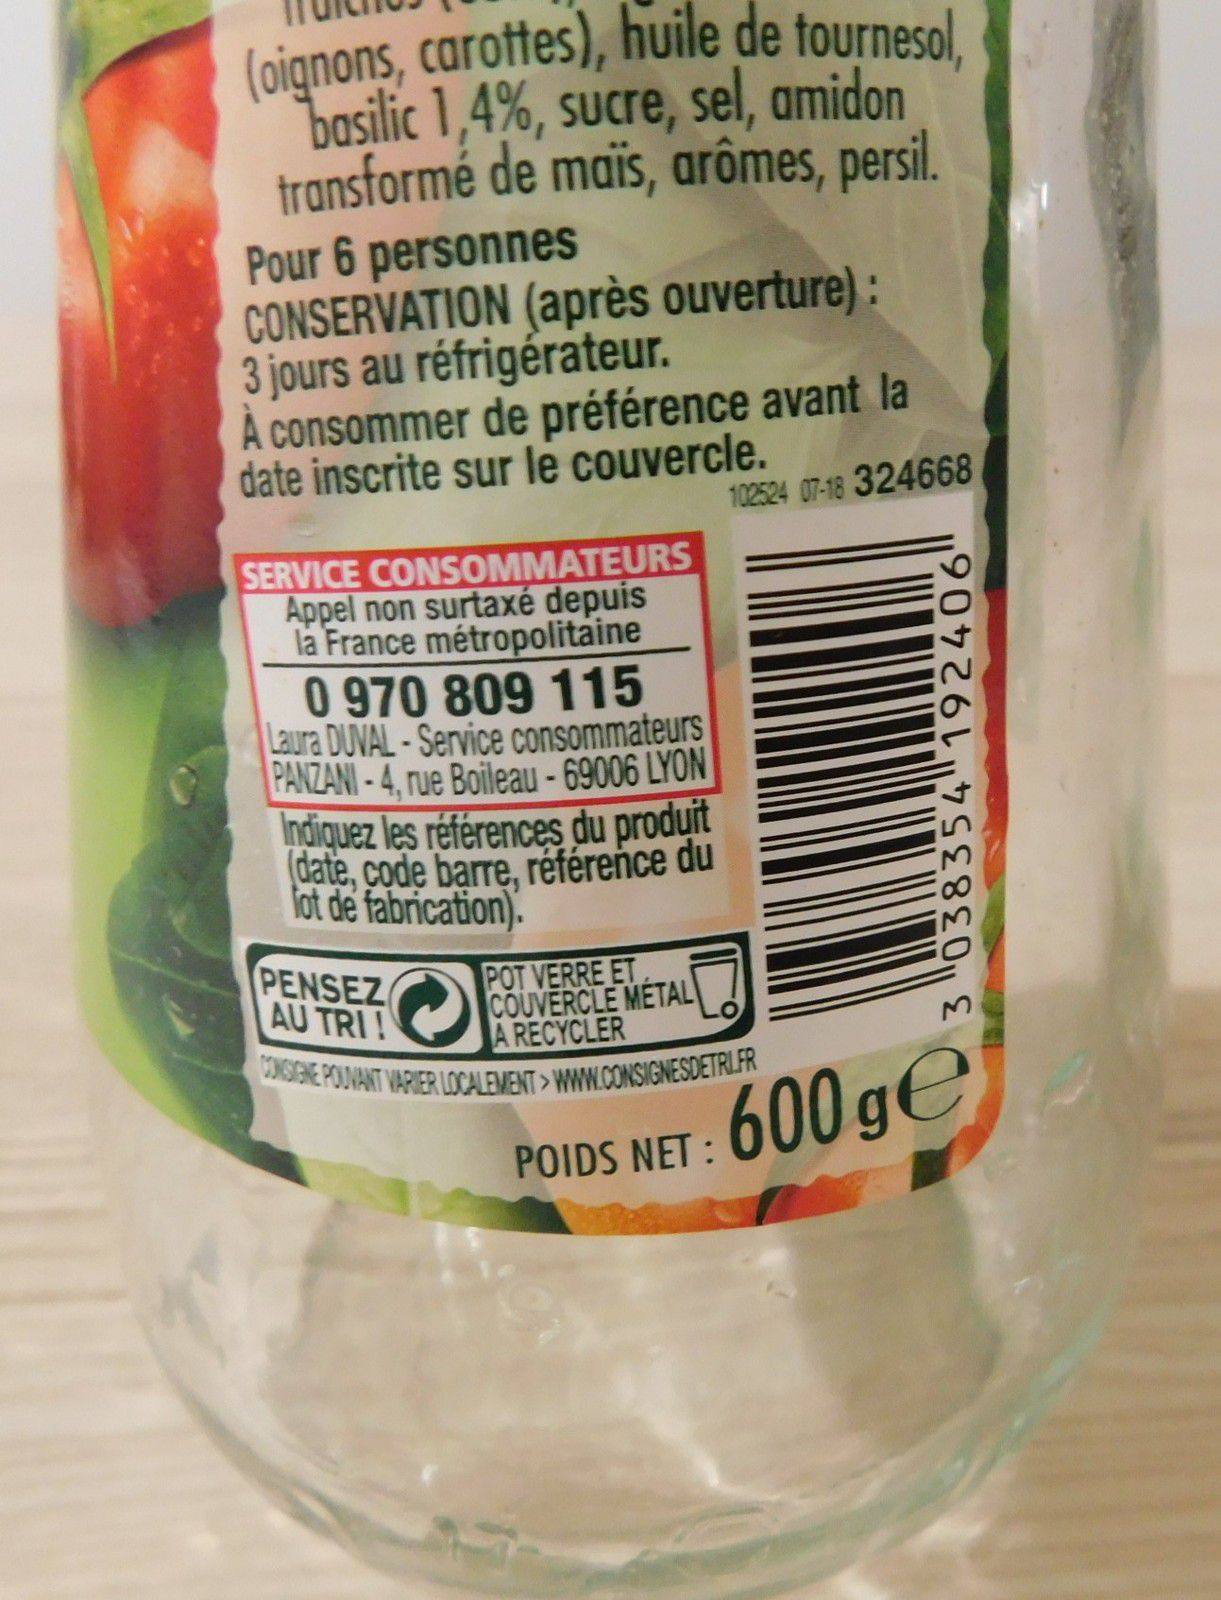 (oignons, carottes), huile de tournesol,
basilic 1,4%, sucre, sel, amidon
transformé de maïs, arômes, persil.
Pour 6 personnes
CONSERVATION (après ouverture) :
3 jours au réfrigérateur.
À consommer de préférence avant la
date inscrite sur le couvercle.
102524 07-18 324668
SERVICE CONSOMMATEURS
Appel non surtaxé depuis
la France métropolitaine
0 970 809 115
Laura DUVAL - Service consommateurs
PANZANI - 4, rue Boileau - 69006 LYON
Indiquez les références du produit
(date, code barre, référence du
lot de fabrication).
3 038354 192406
PENSEZ
AU TRI !
POT VERRE ET
COUVERCLE MÉTAL
À RECYCLER
CONSIGNE POUVANT VARIER LOCALEMENT > WWW.CONSIGNESDETRI.FR
POIDS NET : 600 g e